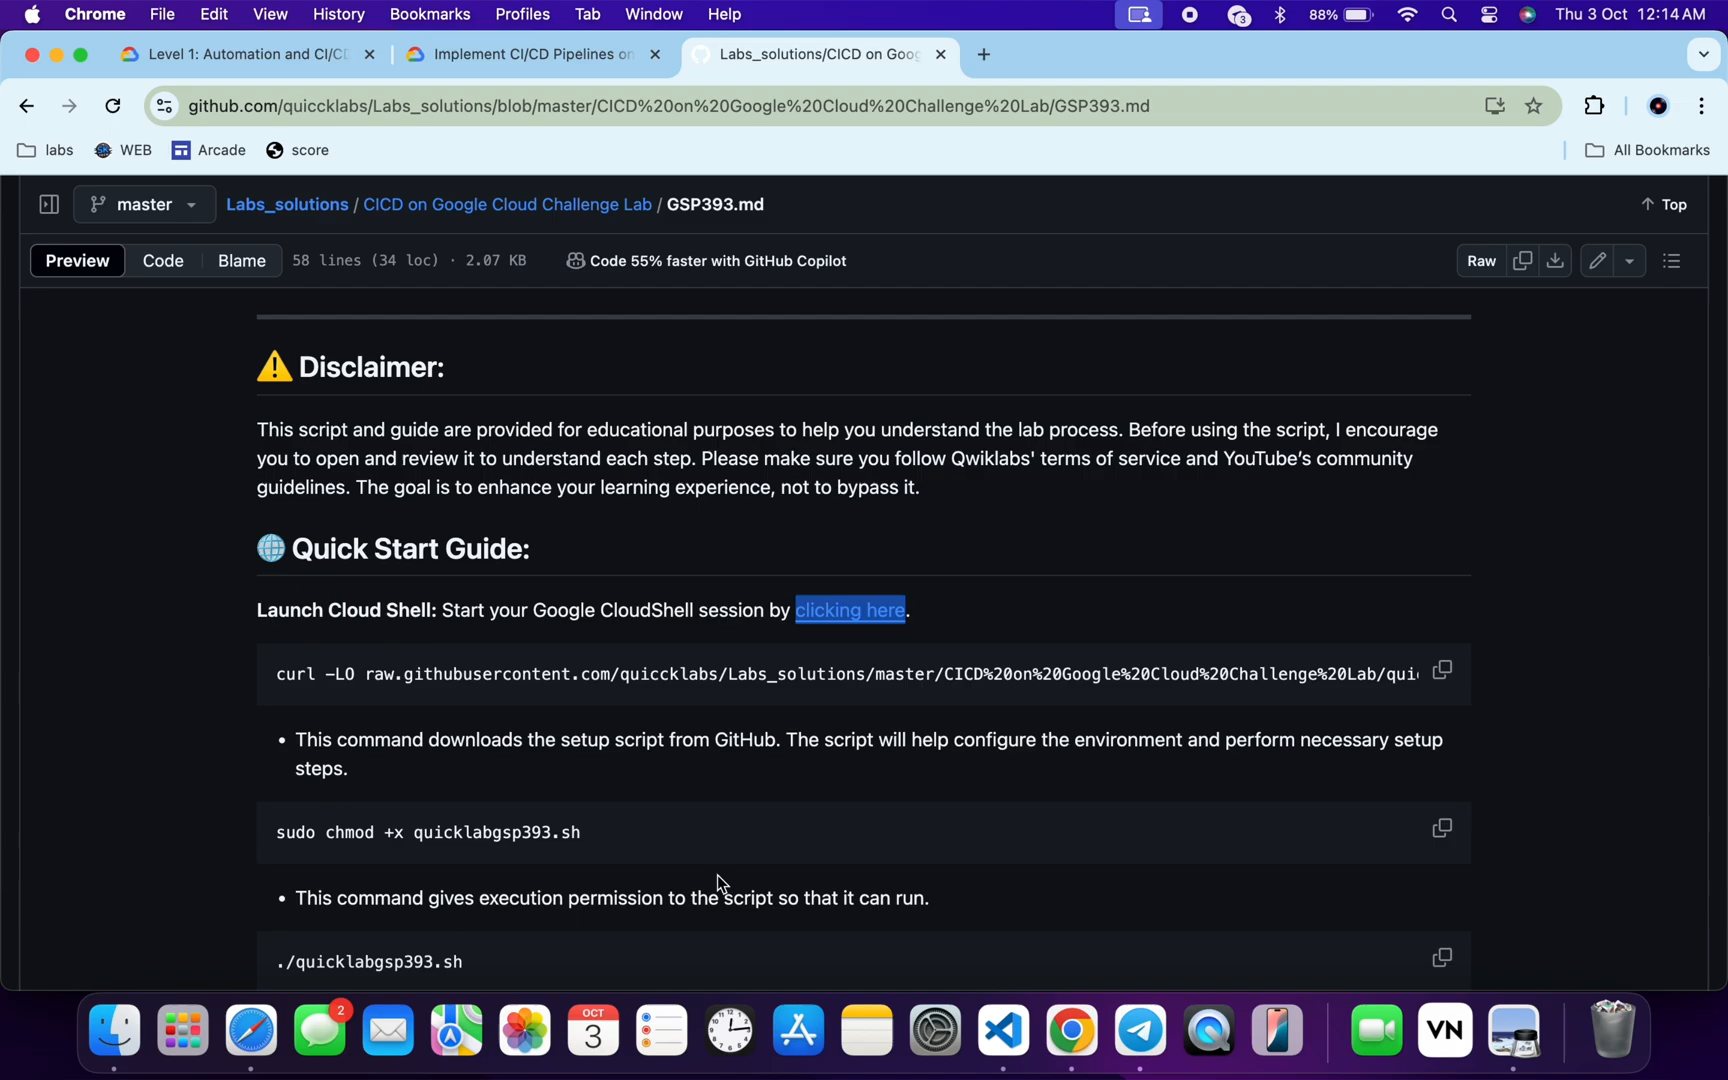 Chrome File Edit View History Bookmarks Profiles Tab Window Help 3 88% Thu 3 Oct 12:14 AM
Level 1: Automation and CI/C Implement CI/CD Pipelines on Labs_solutions/CICD on Goog
github.com/quiccklabs/Labs_solutions/blob/master/CICD%20on%20Google%20Cloud%20Challenge%20Lab/GSP393.md
labs WEB Arcade score All Bookmarks
master Labs_solutions / CICD on Google Cloud Challenge Lab / GSP393.md Top
Preview Code Blame 58 lines (34 loc) · 2.07 KB Code 55% faster with GitHub Copilot Raw
⚠️ Disclaimer:
This script and guide are provided for educational purposes to help you understand the lab process. Before using the script, I encourage
you to open and review it to understand each step. Please make sure you follow Qwiklabs' terms of service and YouTube's community
guidelines. The goal is to enhance your learning experience, not to bypass it.
🌐 Quick Start Guide:
Launch Cloud Shell: Start your Google CloudShell session by clicking here.
curl -LO raw.githubusercontent.com/quiccklabs/Labs_solutions/master/CICD%20on%20Google%20Cloud%20Challenge%20Lab/qui
• This command downloads the setup script from GitHub. The script will help configure the environment and perform necessary setup
steps.
sudo chmod +x quicklabgsp393.sh
• This command gives execution permission to the script so that it can run.
./quicklabgsp393.sh
2 OCT 3 VN